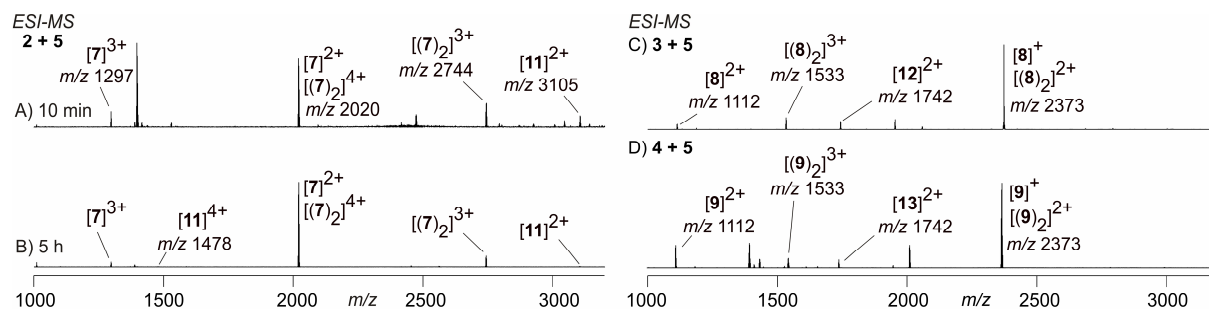 ESI-MS
2 + 5
[7]3+
m/z 1297
[7]2+
[(7)2]4+
m/z 2020
[(7)2]3+
m/z 2744
[11]2+
m/z 3105
A) 10 min
[7]3+
[11]4+
m/z 1478
[7]2+
[(7)2]4+
[(7)2]3+
[11]2+
B) 5 h
1000 1500 2000 m/z 2500 3000
ESI-MS
C) 3 + 5
[8]2+
m/z 1112
[(8)2]3+
m/z 1533
[12]2+
m/z 1742
[8]+
[(8)2]2+
m/z 2373
D) 4 + 5
[9]2+
m/z 1112
[(9)2]3+
m/z 1533
[13]2+
m/z 1742
[9]+
[(9)2]2+
m/z 2373
1000 1500 2000 m/z 2500 3000